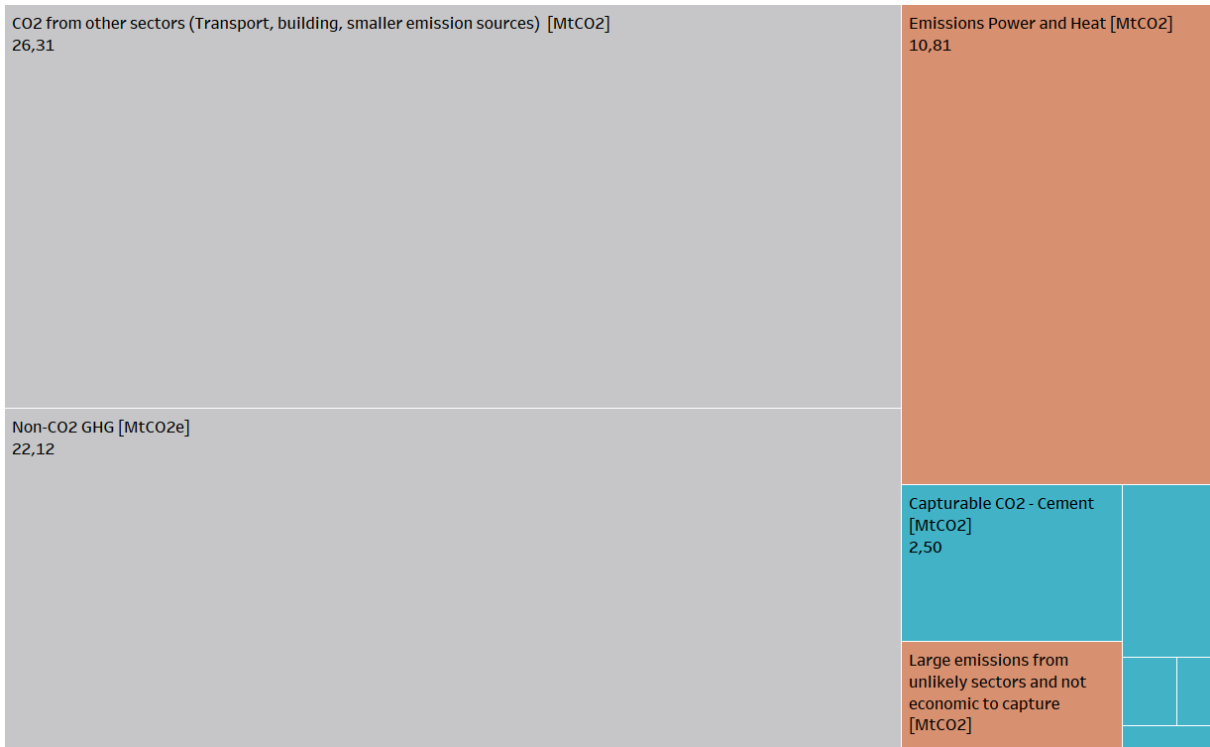 CO2 from other sectors (Transport, building, smaller emission sources)  [MtCO2]
26,31
Emissions Power and Heat [MtCO2]
10,81
Non-CO2 GHG [MtCO2e]
22,12
Capturable CO2 - Cement
[MtCO2]
2,50
Large emissions from
unlikely sectors and not
economic to capture
[MtCO2]